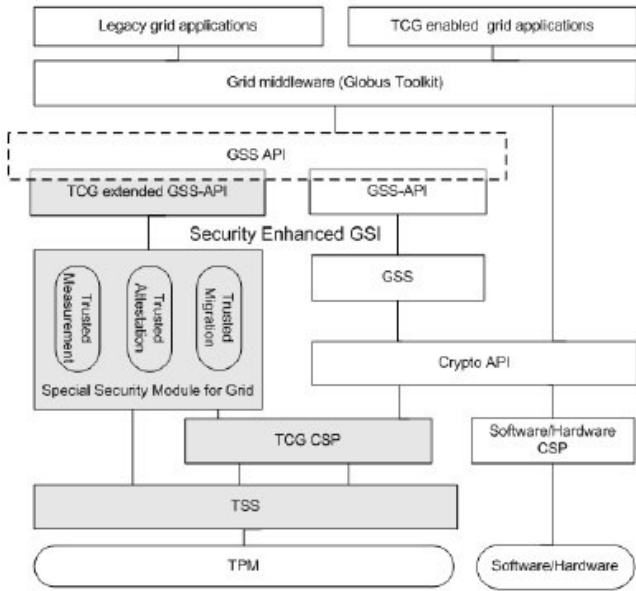 Legacy grid applications
TCG enabled grid applications
Grid middleware (Globus Toolkit)
GSS API
TCG extended GSS-API
GSS-API
Security Enhanced GSI
GSS
Trusted
Measurement
Trusted
Attestation
Trusted
Migration
Special Security Module for Grid
Crypto API
TCG CSP
Software/Hardware
CSP
TSS
TPM
Software/Hardware